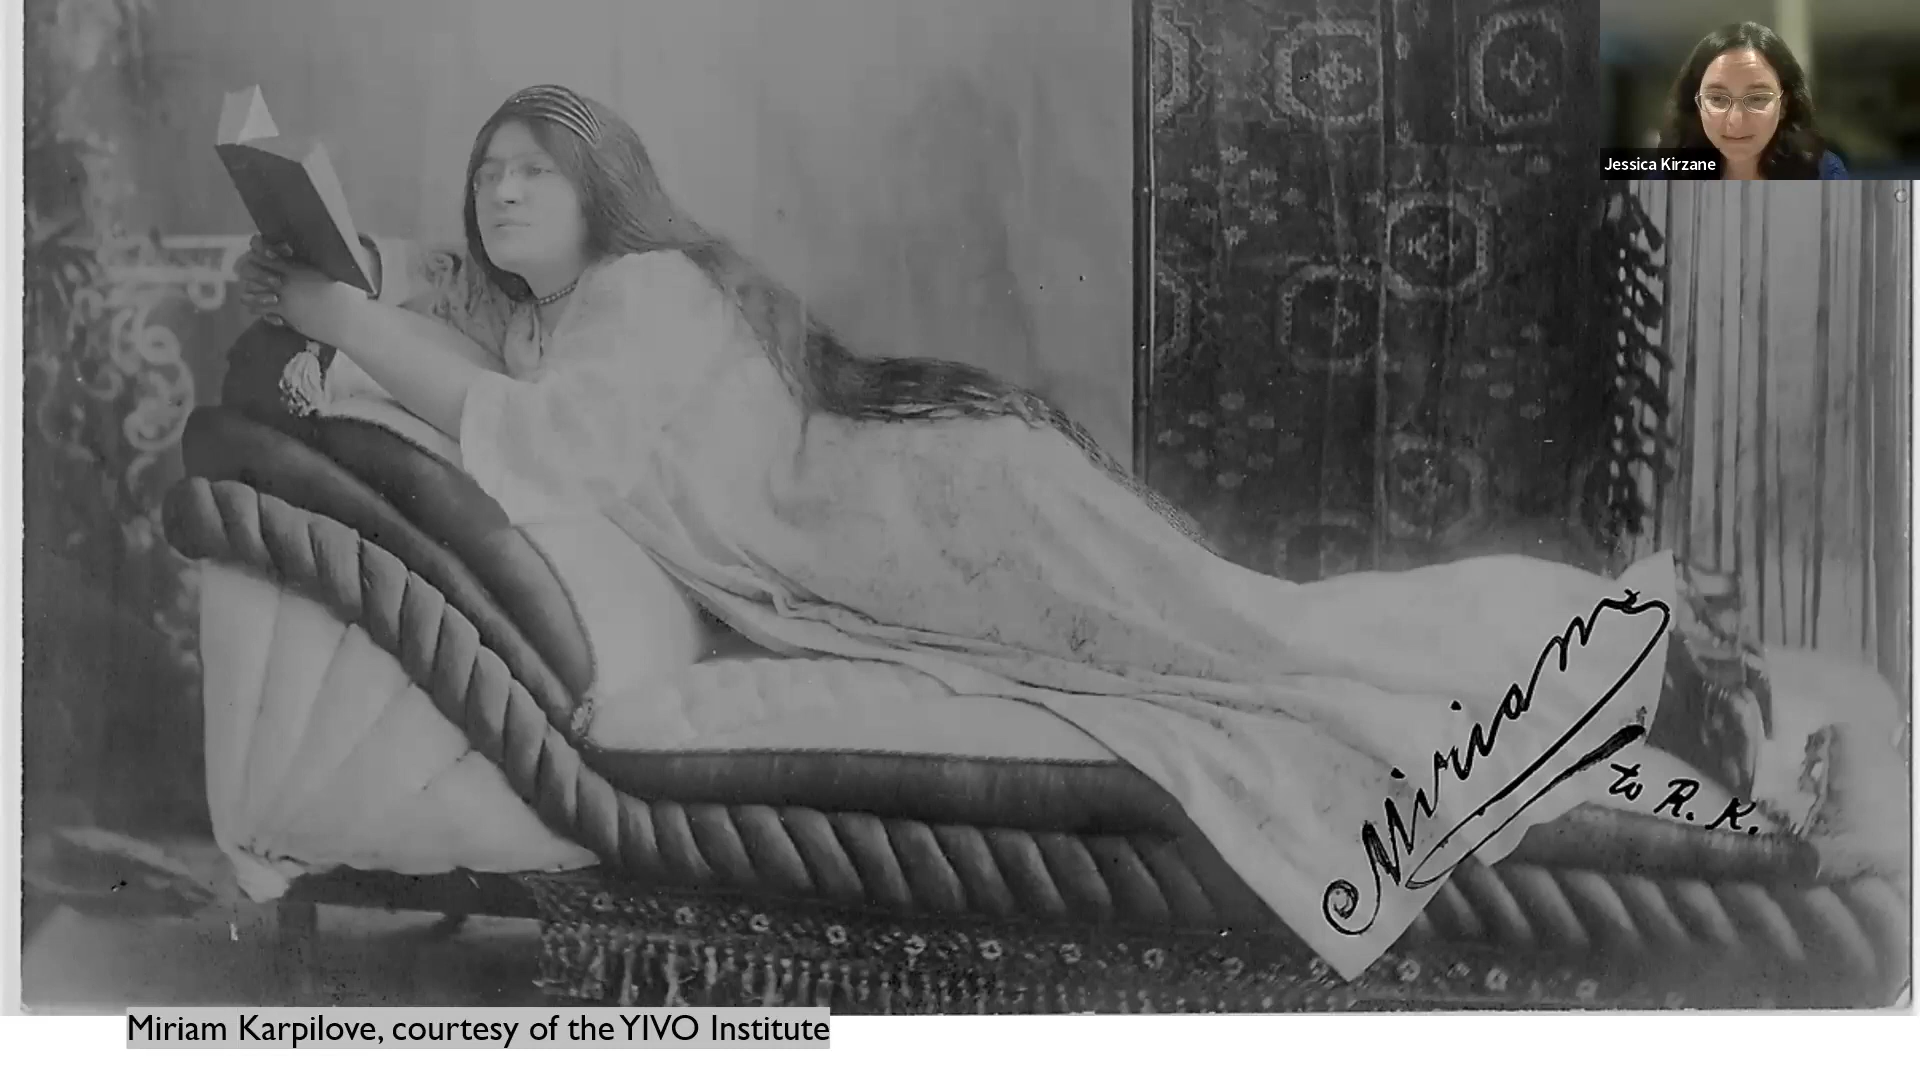 Jessica Kirzane
Miriam
to R. K.
Miriam Karpilove, courtesy of the YIVO Institute